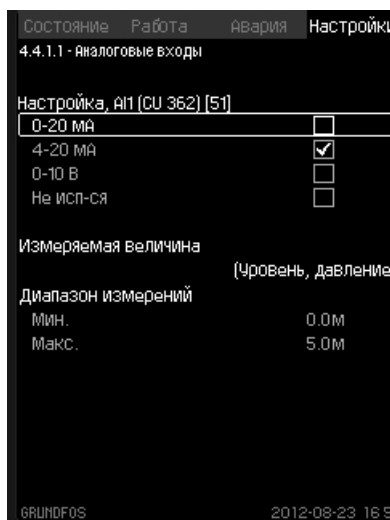 Состояние Работа Авария Настройки
4.4.1.1 - Аналоговые входы
Настройка, AI1 (CU 362) [51]
0-20 мА
4-20 мА
0-10 В
Не исп-ся
Измеряемая величина
(Уровень, давление
Диапазон измерений
Мин. 0.0м
Макс. 5.0м
GRUNDFOS 2012-08-23 16